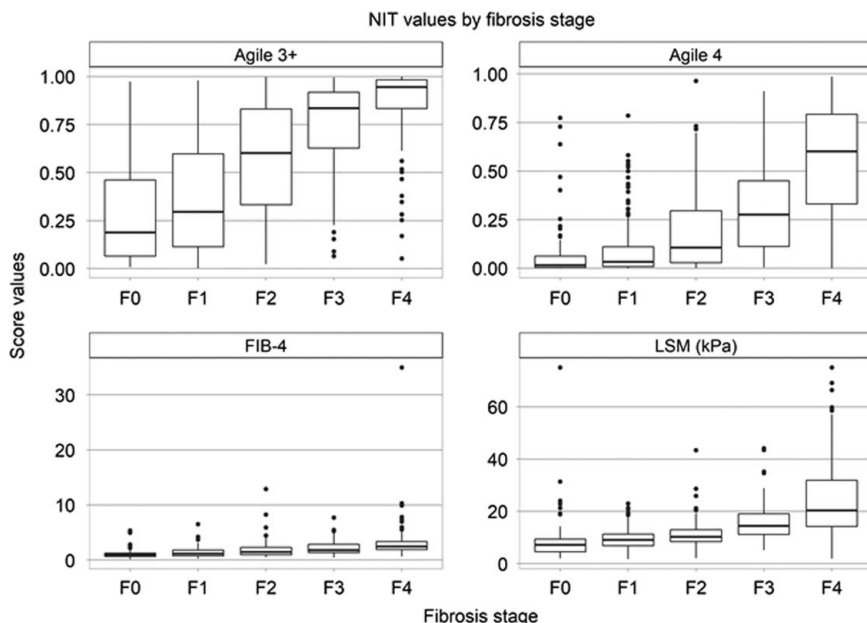 NIT values by fibrosis stage
Agile 3+
Agile 4
1.00
0.75
0.50
0.25
0.00
F0 F1 F2 F3 F4
1.00
0.75
0.50
0.25
0.00
F0 F1 F2 F3 F4
Score values
FIB-4
LSM (kPa)
30
20
10
0
F0 F1 F2 F3 F4
60
40
20
0
F0 F1 F2 F3 F4
Fibrosis stage